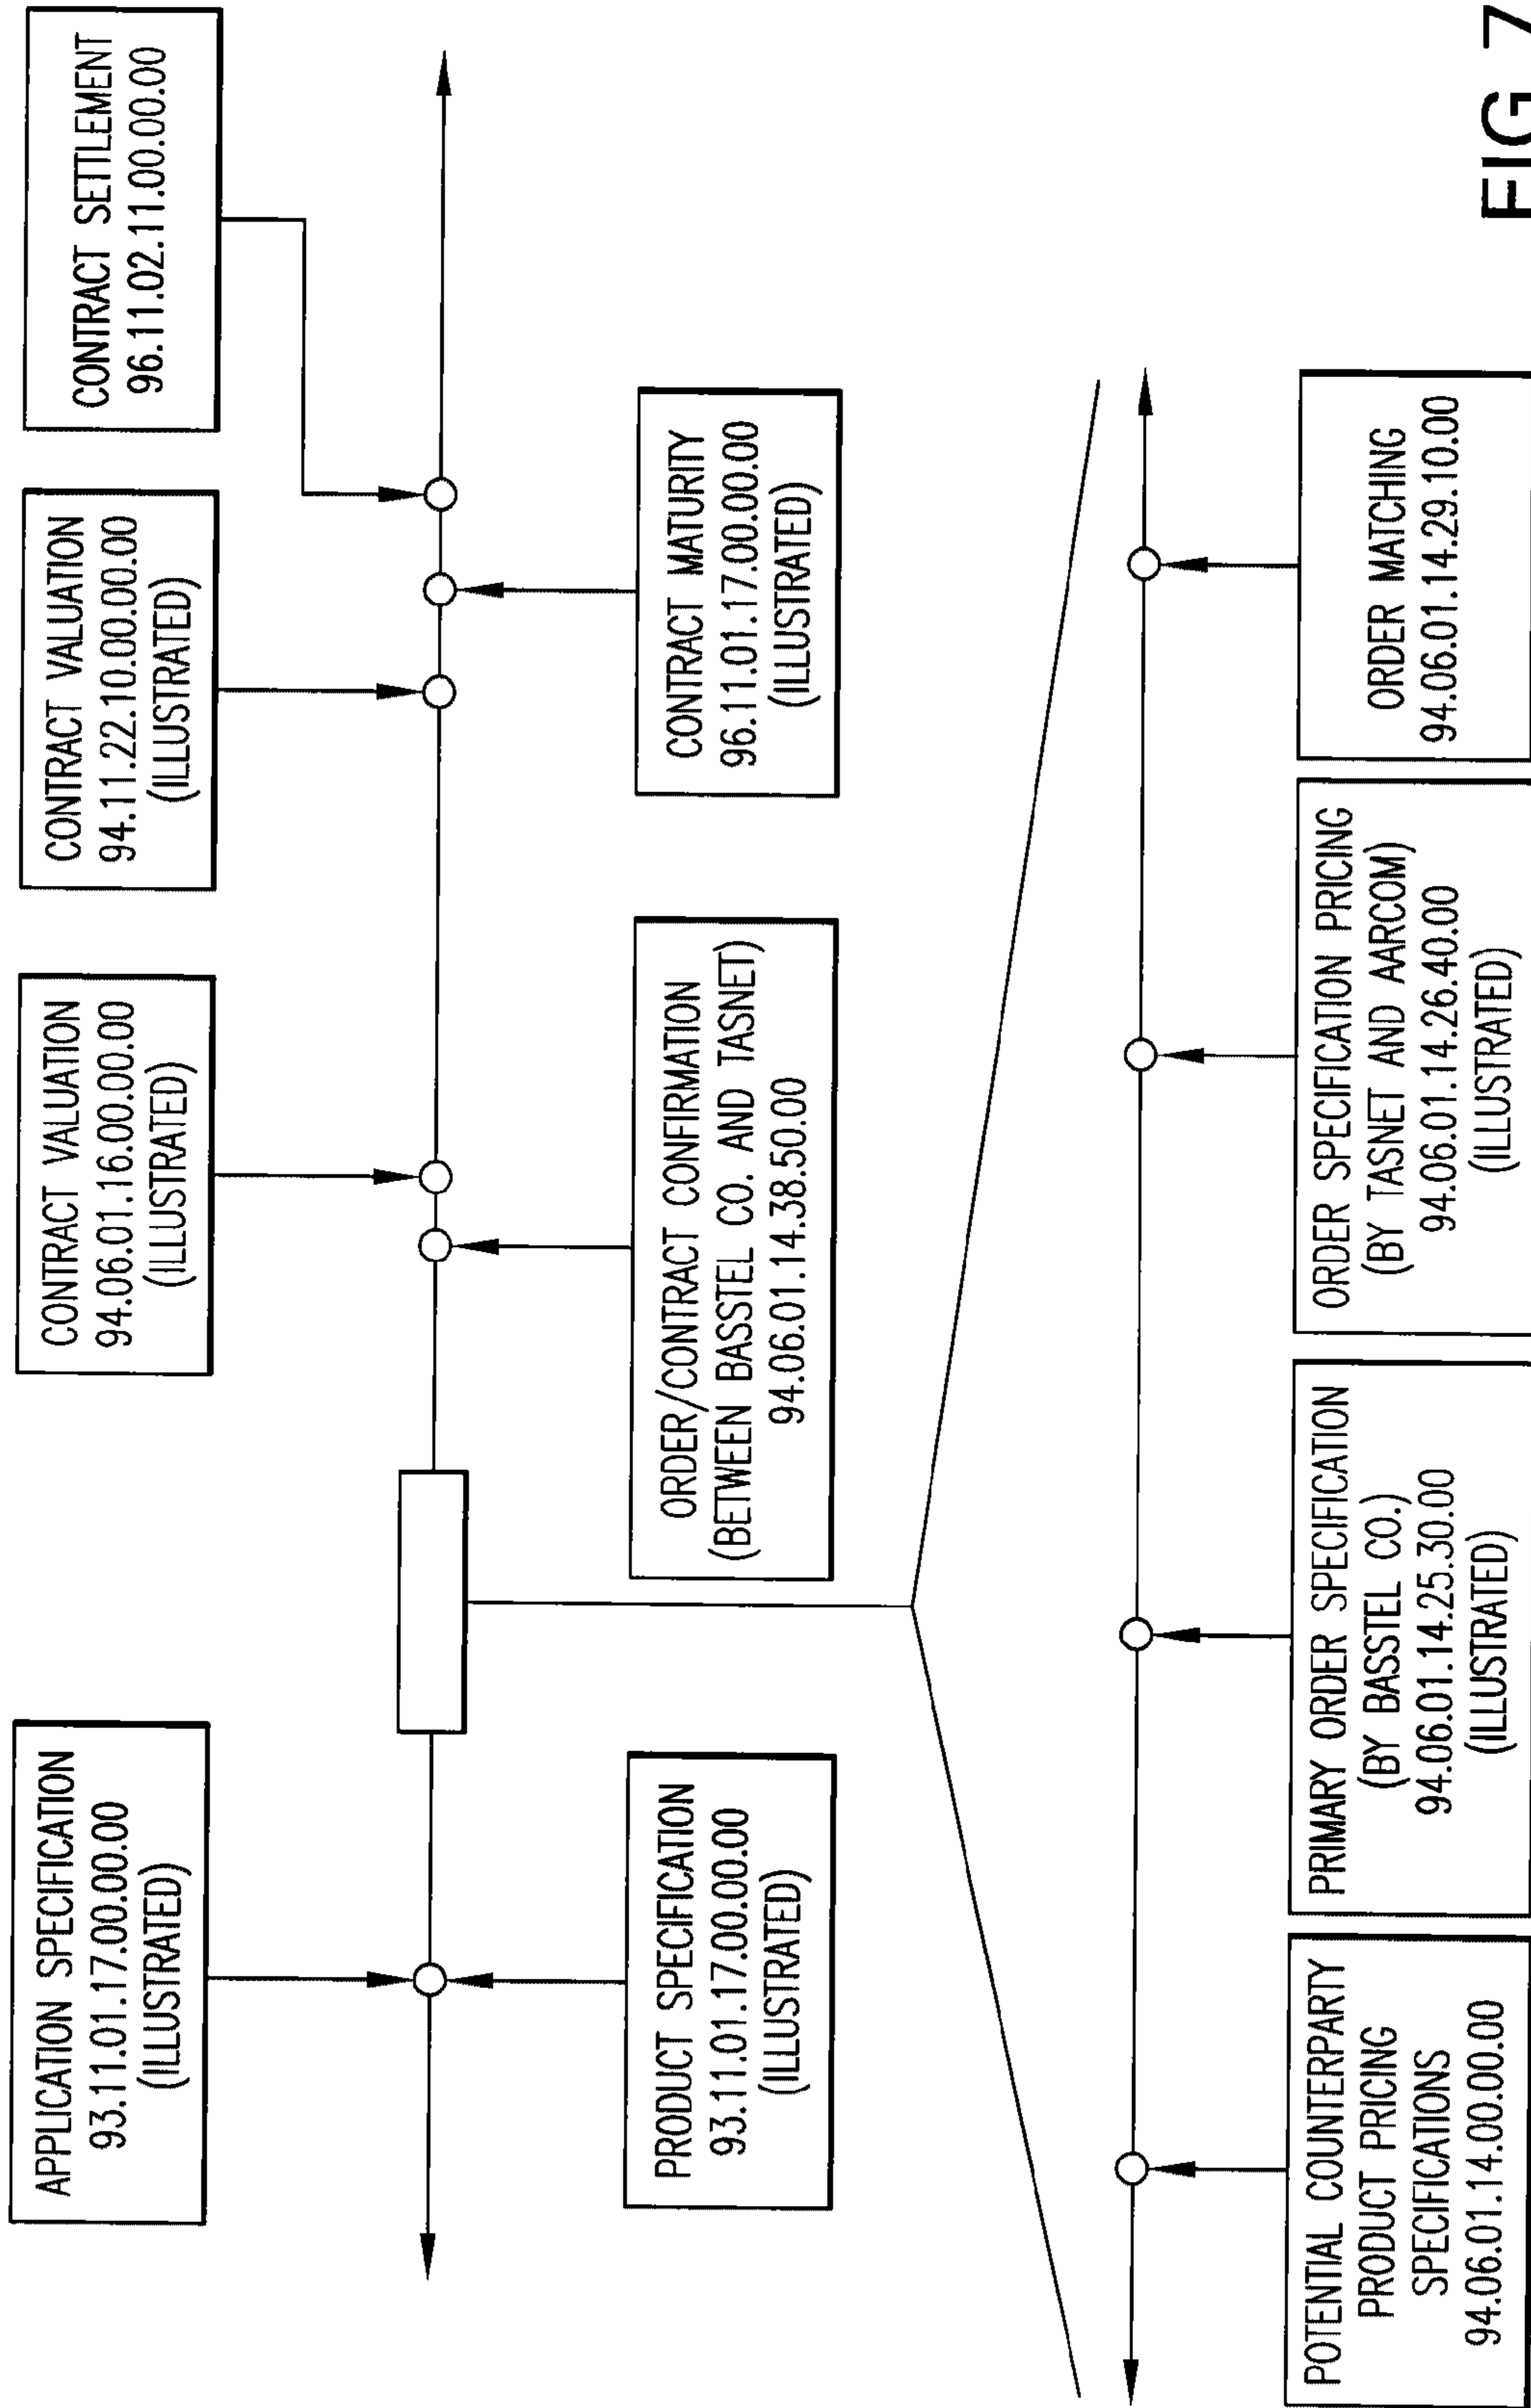 APPLICATION SPECIFICATION
93.11.01.17.00.00.00
(ILLUSTRATED)
CONTRACT VALUATION
94.06.01.16.00.00.00
(ILLUSTRATED)
CONTRACT VALUATION
94.11.22.10.00.00.00
(ILLUSTRATED)
CONTRACT SETTLEMENT
96.11.02.11.00.00.00
PRODUCT SPECIFICATION
93.11.01.17.00.00.00
(ILLUSTRATED)
ORDER/CONTRACT CONFIRMATION
(BETWEEN BASSTEL CO. AND TASNET)
94.06.01.14.38.50.00
CONTRACT MATURITY
96.11.01.17.00.00.00
(ILLUSTRATED)
POTENTIAL COUNTERPARTY
PRODUCT PRICING
SPECIFICATIONS
94.06.01.14.00.00.00
PRIMARY ORDER SPECIFICATION
(BY BASSTEL CO.)
94.06.01.14.25.30.00
(ILLUSTRATED)
ORDER SPECIFICATION PRICING
(BY TASNET AND AARCOM)
94.06.01.14.26.40.00
(ILLUSTRATED)
ORDER MATCHING
94.06.01.14.29.10.00
FIG. 7